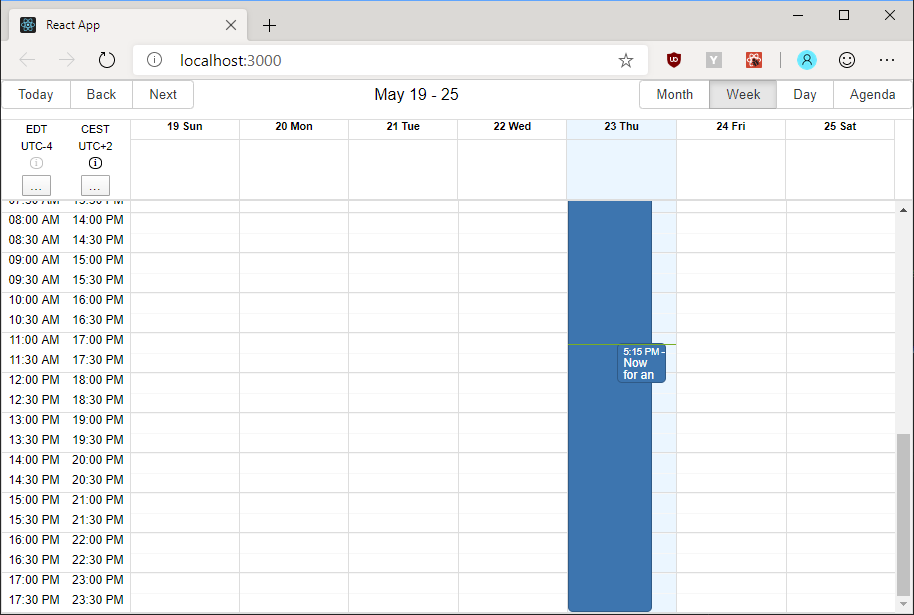 React App
localhost:3000
Today Back Next May 19 - 25 Month Week Day Agenda
EDT CEST 19 Sun 20 Mon 21 Tue 22 Wed 23 Thu 24 Fri 25 Sat
UTC-4 UTC+2
... ...
07:30 AM 13:30 PM
08:00 AM 14:00 PM
08:30 AM 14:30 PM
09:00 AM 15:00 PM
09:30 AM 15:30 PM
10:00 AM 16:00 PM
10:30 AM 16:30 PM
11:00 AM 17:00 PM
11:30 AM 17:30 PM
12:00 PM 18:00 PM
12:30 PM 18:30 PM
13:00 PM 19:00 PM
13:30 PM 19:30 PM
14:00 PM 20:00 PM
14:30 PM 20:30 PM
15:00 PM 21:00 PM
15:30 PM 21:30 PM
16:00 PM 22:00 PM
16:30 PM 22:30 PM
17:00 PM 23:00 PM
17:30 PM 23:30 PM
5:15 PM -
Now
for an